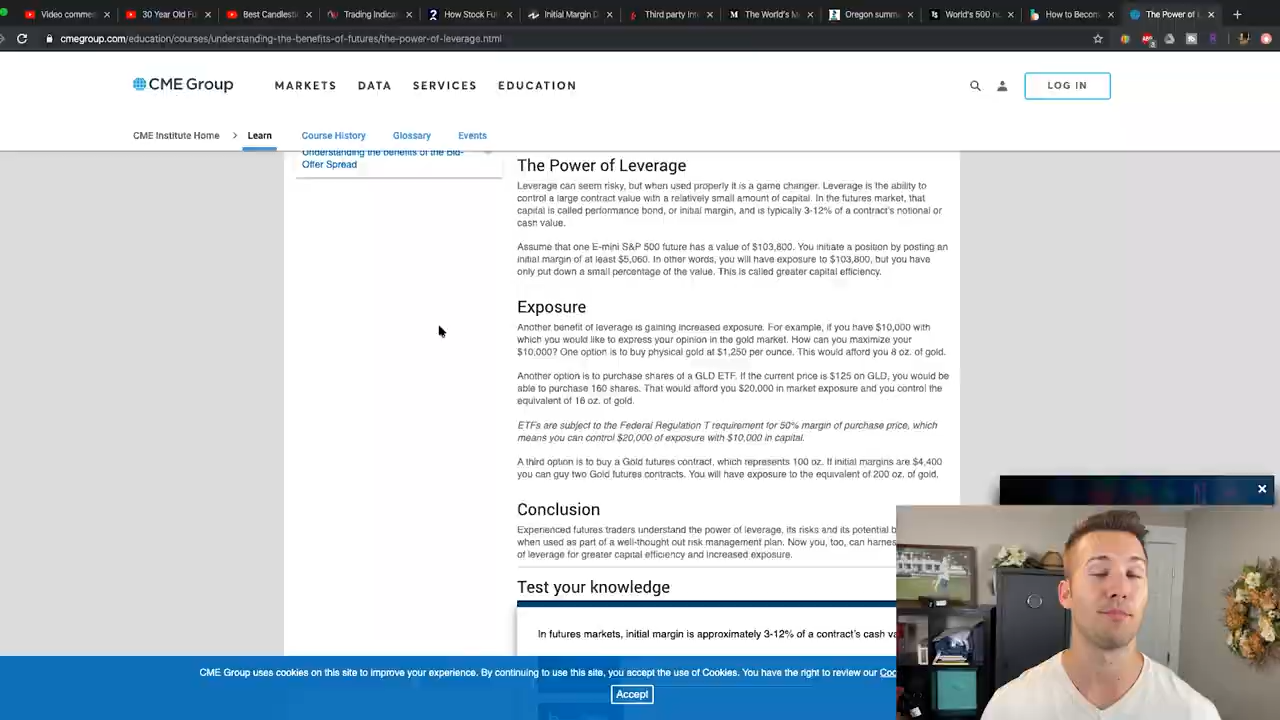 Video comme
30 Year Old Fu
Best Candlesti
Trading Indicat
How Stock Fut
Initial Margin D
Third party Int
The World's M
Oregon summ
World's 500 ri
How to Becom
The Power of L
cmegroup.com/education/courses/understanding-the-benefits-of-futures/the-power-of-leverage.html
CME Group
MARKETS DATA SERVICES EDUCATION
LOG IN
CME Institute Home > Learn Course History Glossary Events
Understanding the benefits of the Bid-
Offer Spread
The Power of Leverage
Leverage can seem risky, but when used properly it is a game changer. Leverage is the ability to
control a large contract value with a relatively small amount of capital. In the futures market, that
capital is called performance bond, or initial margin, and is typically 3-12% of a contract's notional or
cash value.
Assume that one E-mini S&P 500 future has a value of $103,800. You initiate a position by posting an
initial margin of at least $5,060. In other words, you will have exposure to $103,800, but you have
only put down a small percentage of the value. This is called greater capital efficiency.
Exposure
Another benefit of leverage is gaining increased exposure. For example, if you have $10,000 with
which you would like to express your opinion in the gold market. How can you maximize your
$10,000? One option is to buy physical gold at $1,250 per ounce. This would afford you 8 oz. of gold.
Another option is to purchase shares of a GLD ETF. If the current price is $125 on GLD, you would be
able to purchase 160 shares. That would afford you $20,000 in market exposure and you control the
equivalent of 16 oz. of gold.
ETFs are subject to the Federal Regulation T requirement for 50% margin of purchase price, which
means you can control $20,000 of exposure with $10,000 in capital.
A third option is to buy a Gold futures contract, which represents 100 oz. If initial margins are $4,400
you can guy two Gold futures contracts. You will have exposure to the equivalent of 200 oz. of gold.
Conclusion
Experienced futures traders understand the power of leverage, its risks and its potential b
when used as part of a well-thought out risk management plan. Now you, too, can harnes
of leverage for greater capital efficiency and increased exposure.
Test your knowledge
In futures markets, initial margin is approximately 3-12% of a contract's cash va
CME Group uses cookies on this site to improve your experience. By continuing to use this site, you accept the use of Cookies. You have the right to review our Coo
Accept